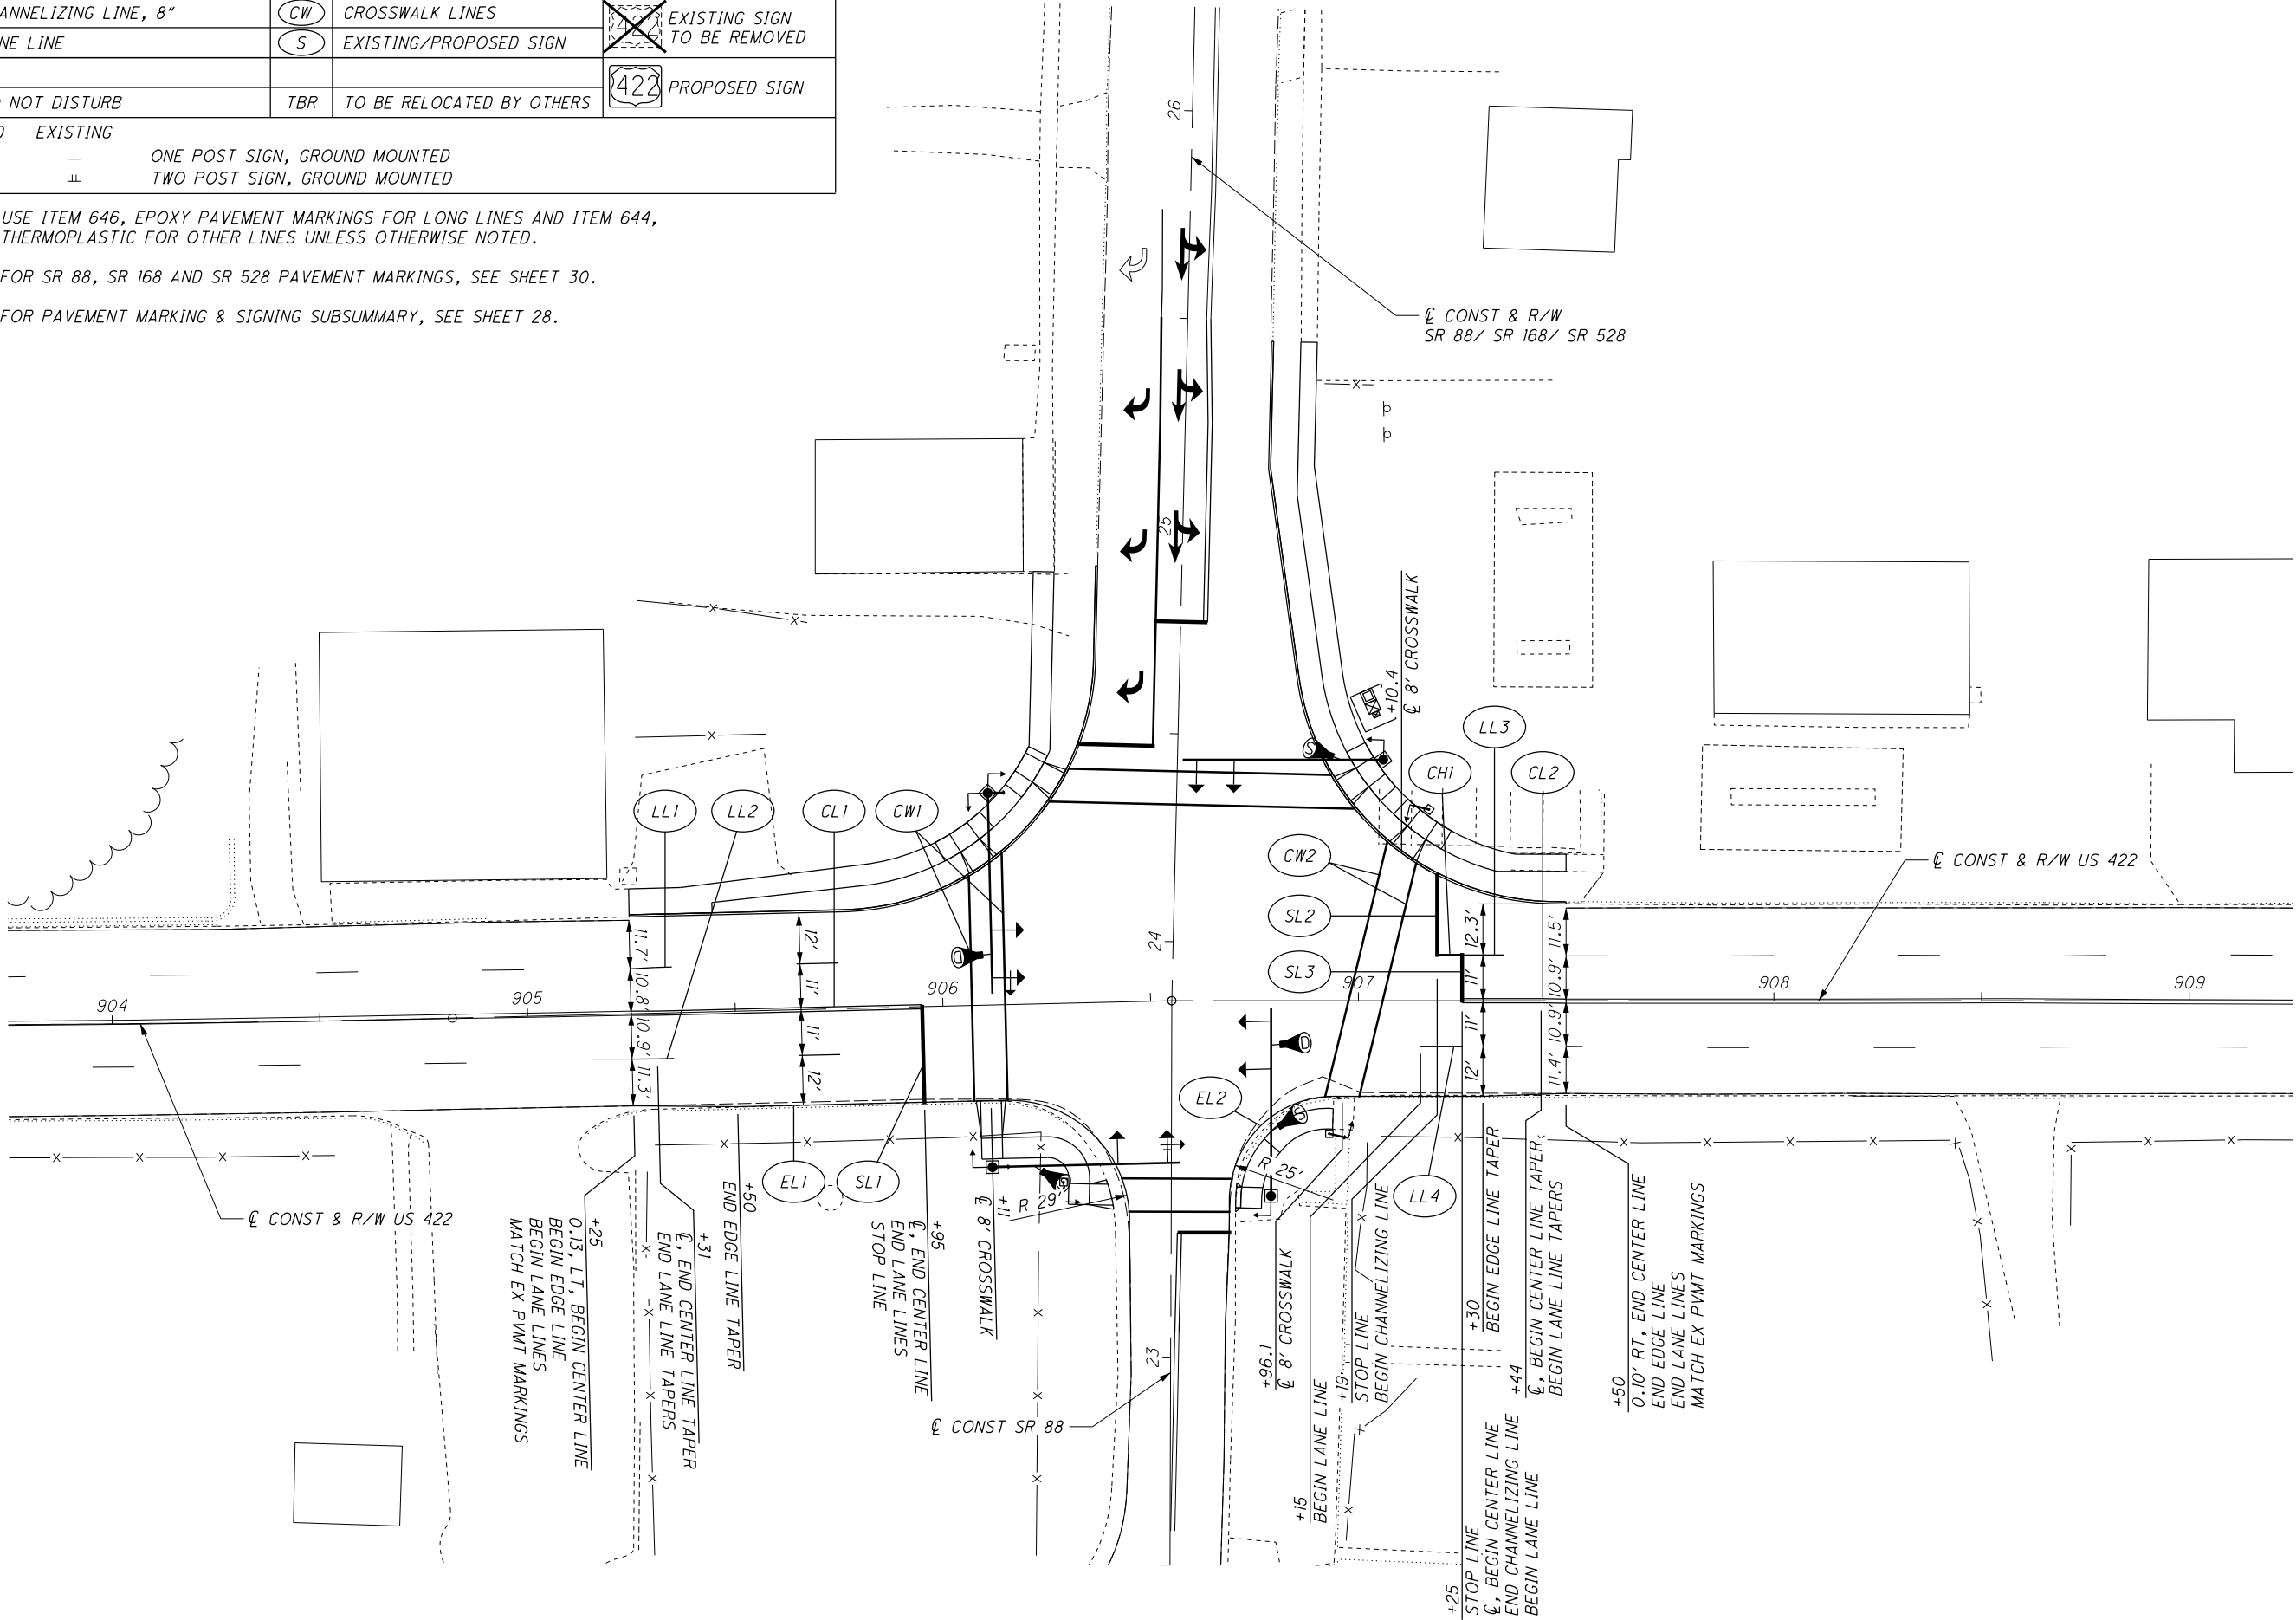 ANNELIZING LINE, 8"
CW CROSSWALK LINES
422 EXISTING SIGN
TO BE REMOVED
NE LINE
S EXISTING/PROPOSED SIGN
422 PROPOSED SIGN
NOT DISTURB
TBR TO BE RELOCATED BY OTHERS
EXISTING
ONE POST SIGN, GROUND MOUNTED
TWO POST SIGN, GROUND MOUNTED
USE ITEM 646, EPOXY PAVEMENT MARKINGS FOR LONG LINES AND ITEM 644,
THERMOPLASTIC FOR OTHER LINES UNLESS OTHERWISE NOTED.
FOR SR 88, SR 168 AND SR 528 PAVEMENT MARKINGS, SEE SHEET 30.
FOR PAVEMENT MARKING & SIGNING SUBSUMMARY, SEE SHEET 28.
26
℄ CONST & R/W
SR 88/ SR 168/ SR 528
25
+10.4
℄ 8' CROSSWALK
S
LL3
CH1
CL2
LL1
LL2
CL1
CW1
CW2
SL2
SL3
℄ CONST & R/W US 422
D
24
11.7'
10.8'
10.9'
11.3'
12'
11'
11'
12'
12.3'
11'
11'
12'
11.5'
10.9'
10.9'
11.4'
904
905
906
907
908
909
D
EL2
S
R 25'
R 29'
EL1
SL1
LL4
℄ CONST & R/W US 422
+25
0.13, LT, BEGIN CENTER LINE
BEGIN EDGE LINE
BEGIN LANE LINES
MATCH EX PVMT MARKINGS
+31
℄, END CENTER LINE TAPER
END LANE LINE TAPERS
+50
END EDGE LINE TAPER
+95
℄, END CENTER LINE
END LANE LINES
STOP LINE
+11
℄ 8' CROSSWALK
23
℄ CONST SR 88
+96.1
℄ 8' CROSSWALK
+15
BEGIN LANE LINE
+19
STOP LINE
BEGIN CHANNELIZING LINE
+25
STOP LINE
℄, BEGIN CENTER LINE
END CHANNELIZING LINE
BEGIN LANE LINE
+30
BEGIN EDGE LINE TAPER
+44
℄, BEGIN CENTER LINE TAPER
BEGIN LANE LINE TAPERS
+50
0.10' RT, END CENTER LINE
END EDGE LINE
END LANE LINES
MATCH EX PVMT MARKINGS